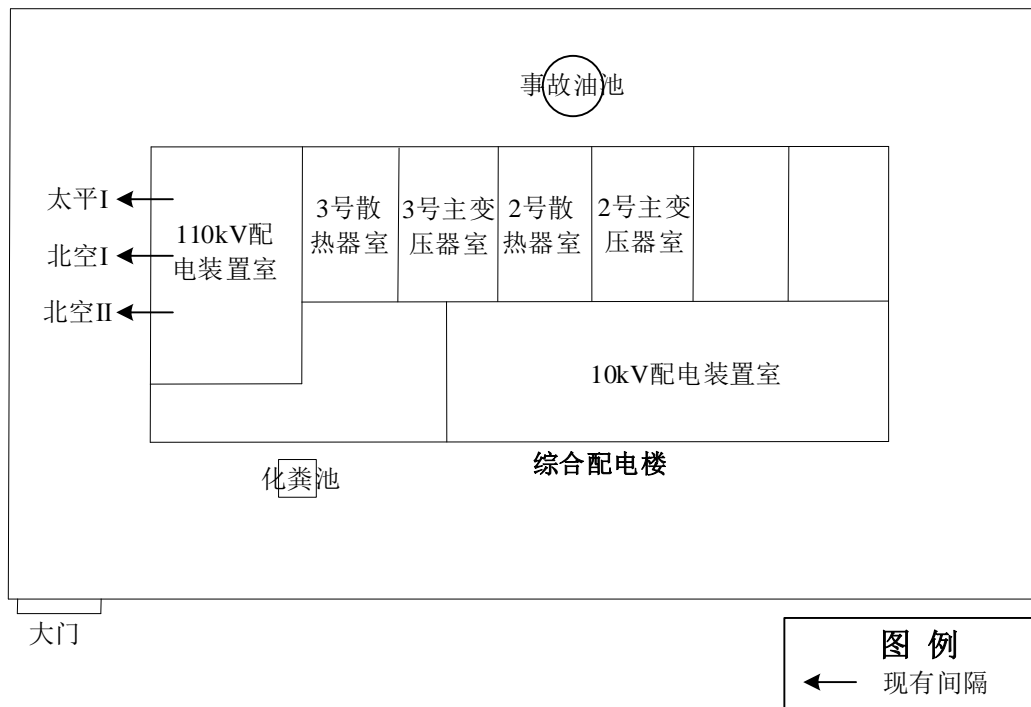 事故油池
太平I
北空I
北空II
110kV配
电装置室
3号散
热器室
3号主变
压器室
2号散
热器室
2号主变
压器室
10kV配电装置室
化粪池
综合配电楼
大门
图 例
现有间隔